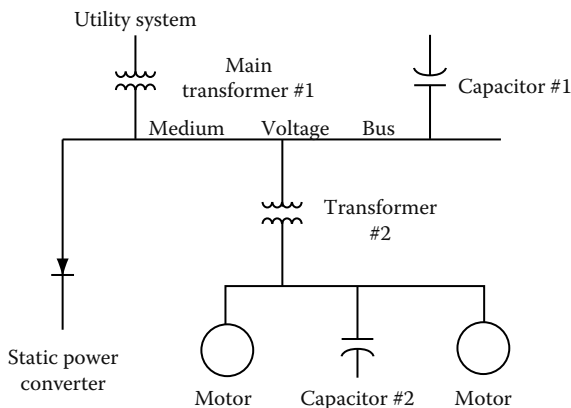 Utility system
Main
transformer #1
Capacitor #1
Medium Voltage Bus
Transformer
#2
Static power
converter
Motor
Capacitor #2
Motor